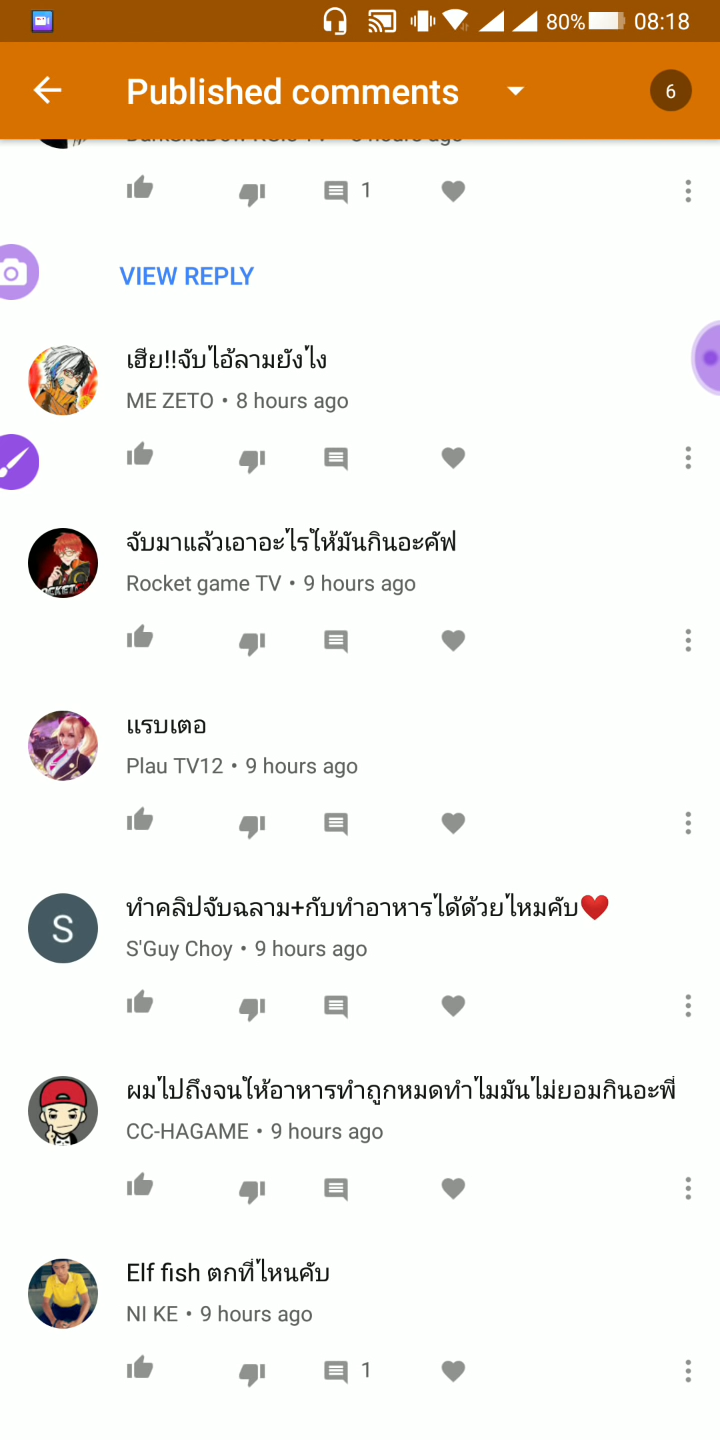 80% 08:18
Published comments 6
1
VIEW REPLY
เฮีย!!จับไอ้ลามยังไง
ME ZETO • 8 hours ago
จับมาแล้วเอาอะไรให้มันกินอะคัฟ
Rocket game TV • 9 hours ago
แรบเตอ
Plau TV12 • 9 hours ago
S
ทำคลิปจับฉลาม+กับทำอาหารได้ด้วยไหมคับ❤️
S'Guy Choy • 9 hours ago
ผมไปถึงจนให้อาหารทำถูกหมดทำไมมันไม่ยอมกินอะพี่
CC-HAGAME • 9 hours ago
Elf fish ตกที่ไหนคับ
NI KE • 9 hours ago
1